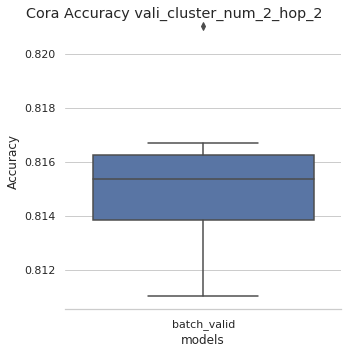 Cora Accuracy vali_cluster_num_2_hop_2
0.820
0.818
0.816
0.814
0.812
Accuracy
batch_valid
models